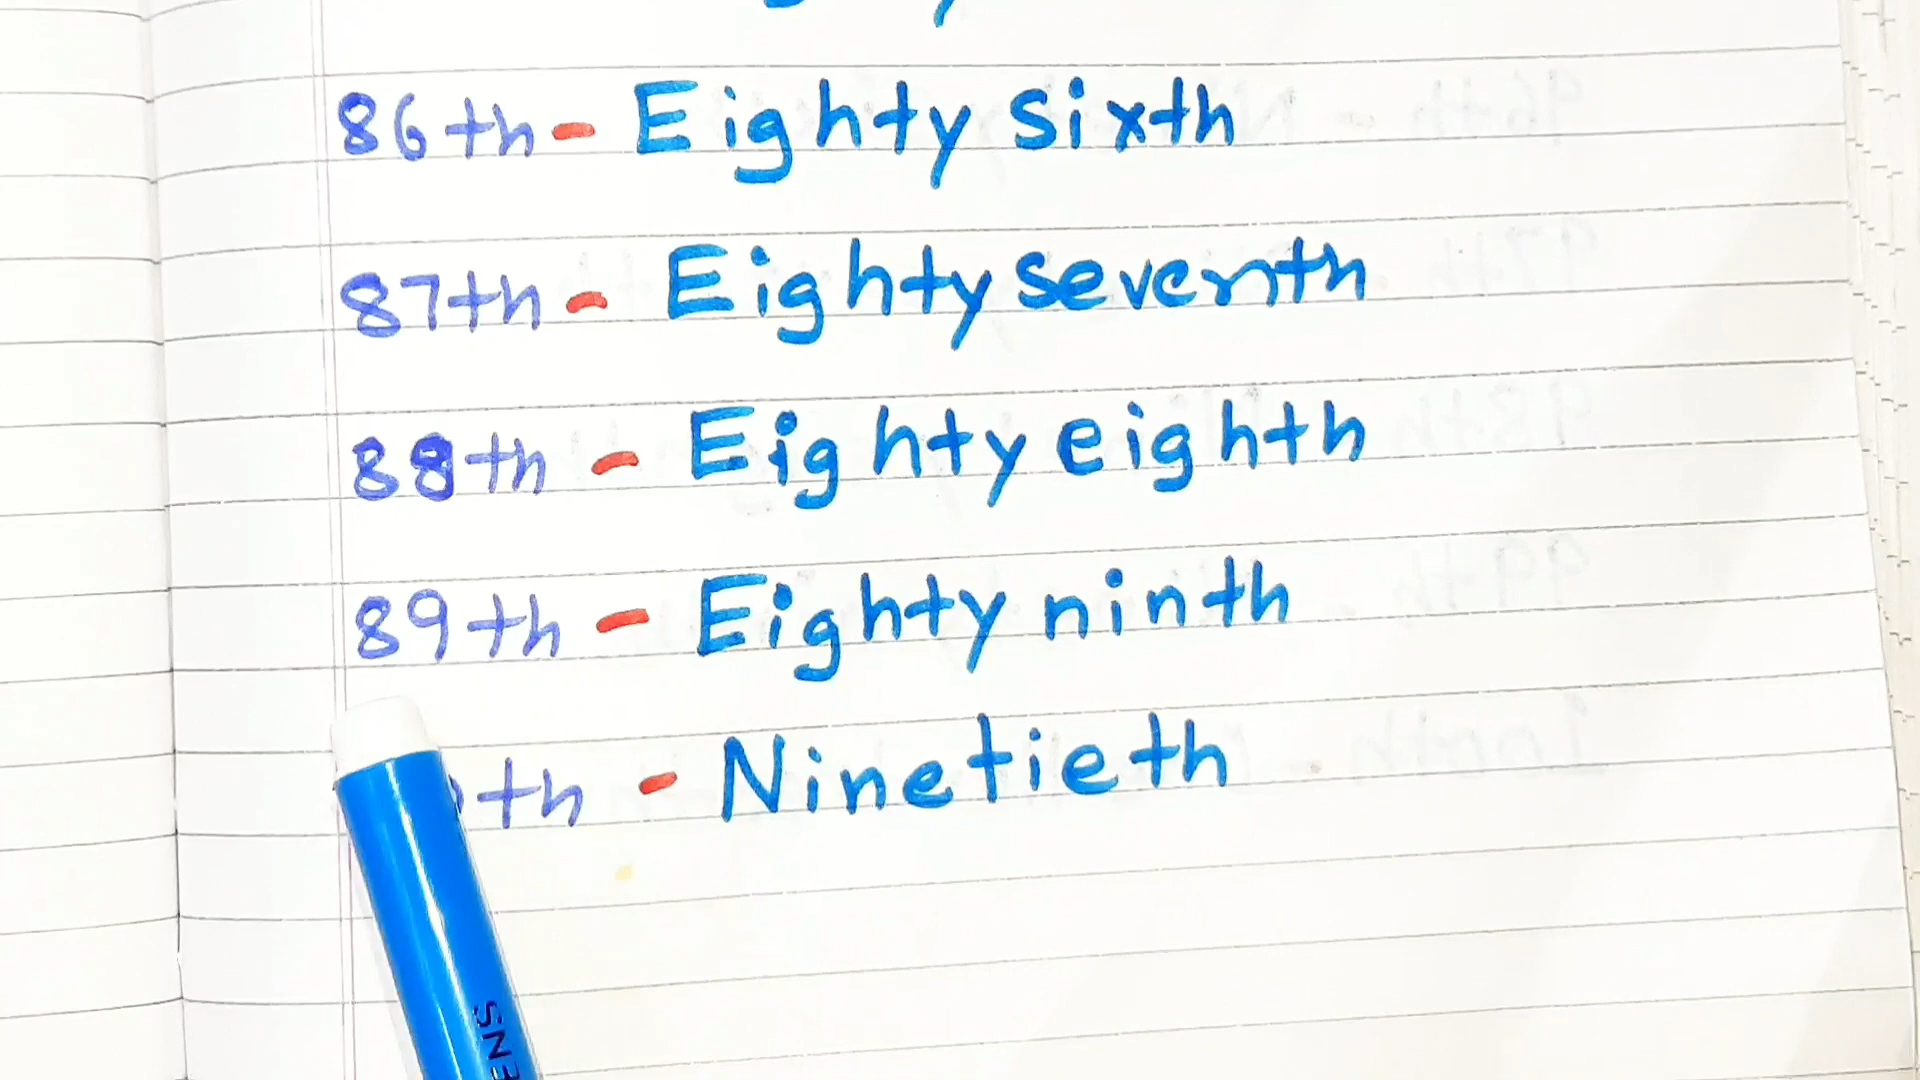 86th - Eighty sixth
87th - Eighty seventh
88th - Eighty eighth
89th - Eighty ninth
th - Ninetieth